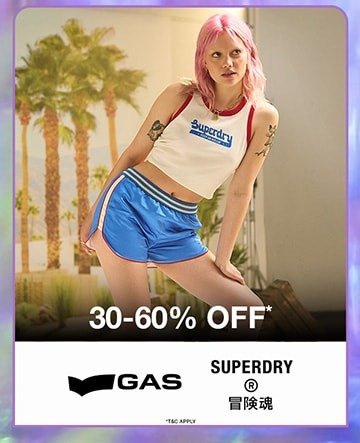 Superdry
30-60% OFF*
GAS
SUPERDRY
®
冒険魂
*T&C APPLY